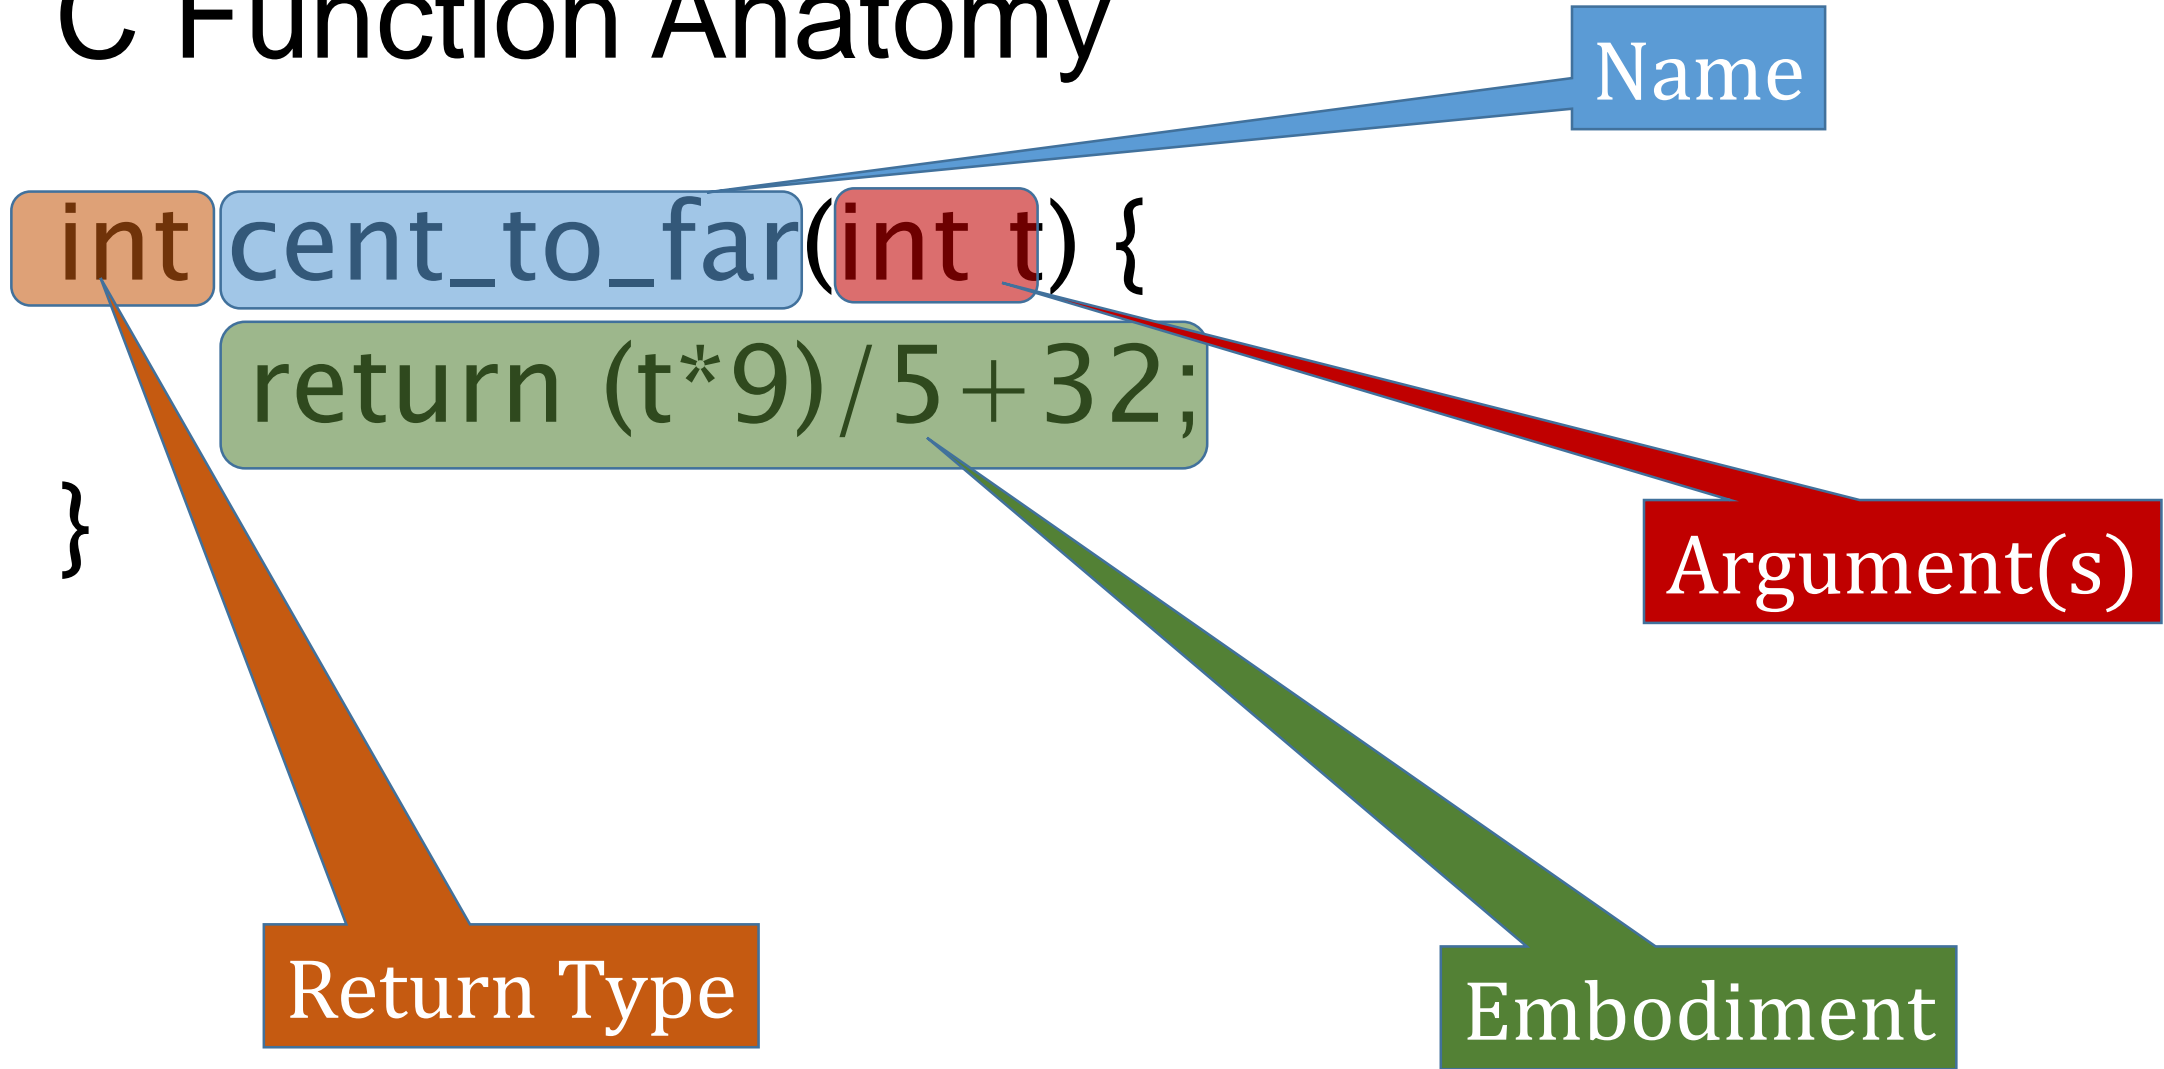 C Function Anatomy
Name
int cent_to_far(int t) {
return (t*9)/5+32;
}
Argument(s)
Return Type
Embodiment